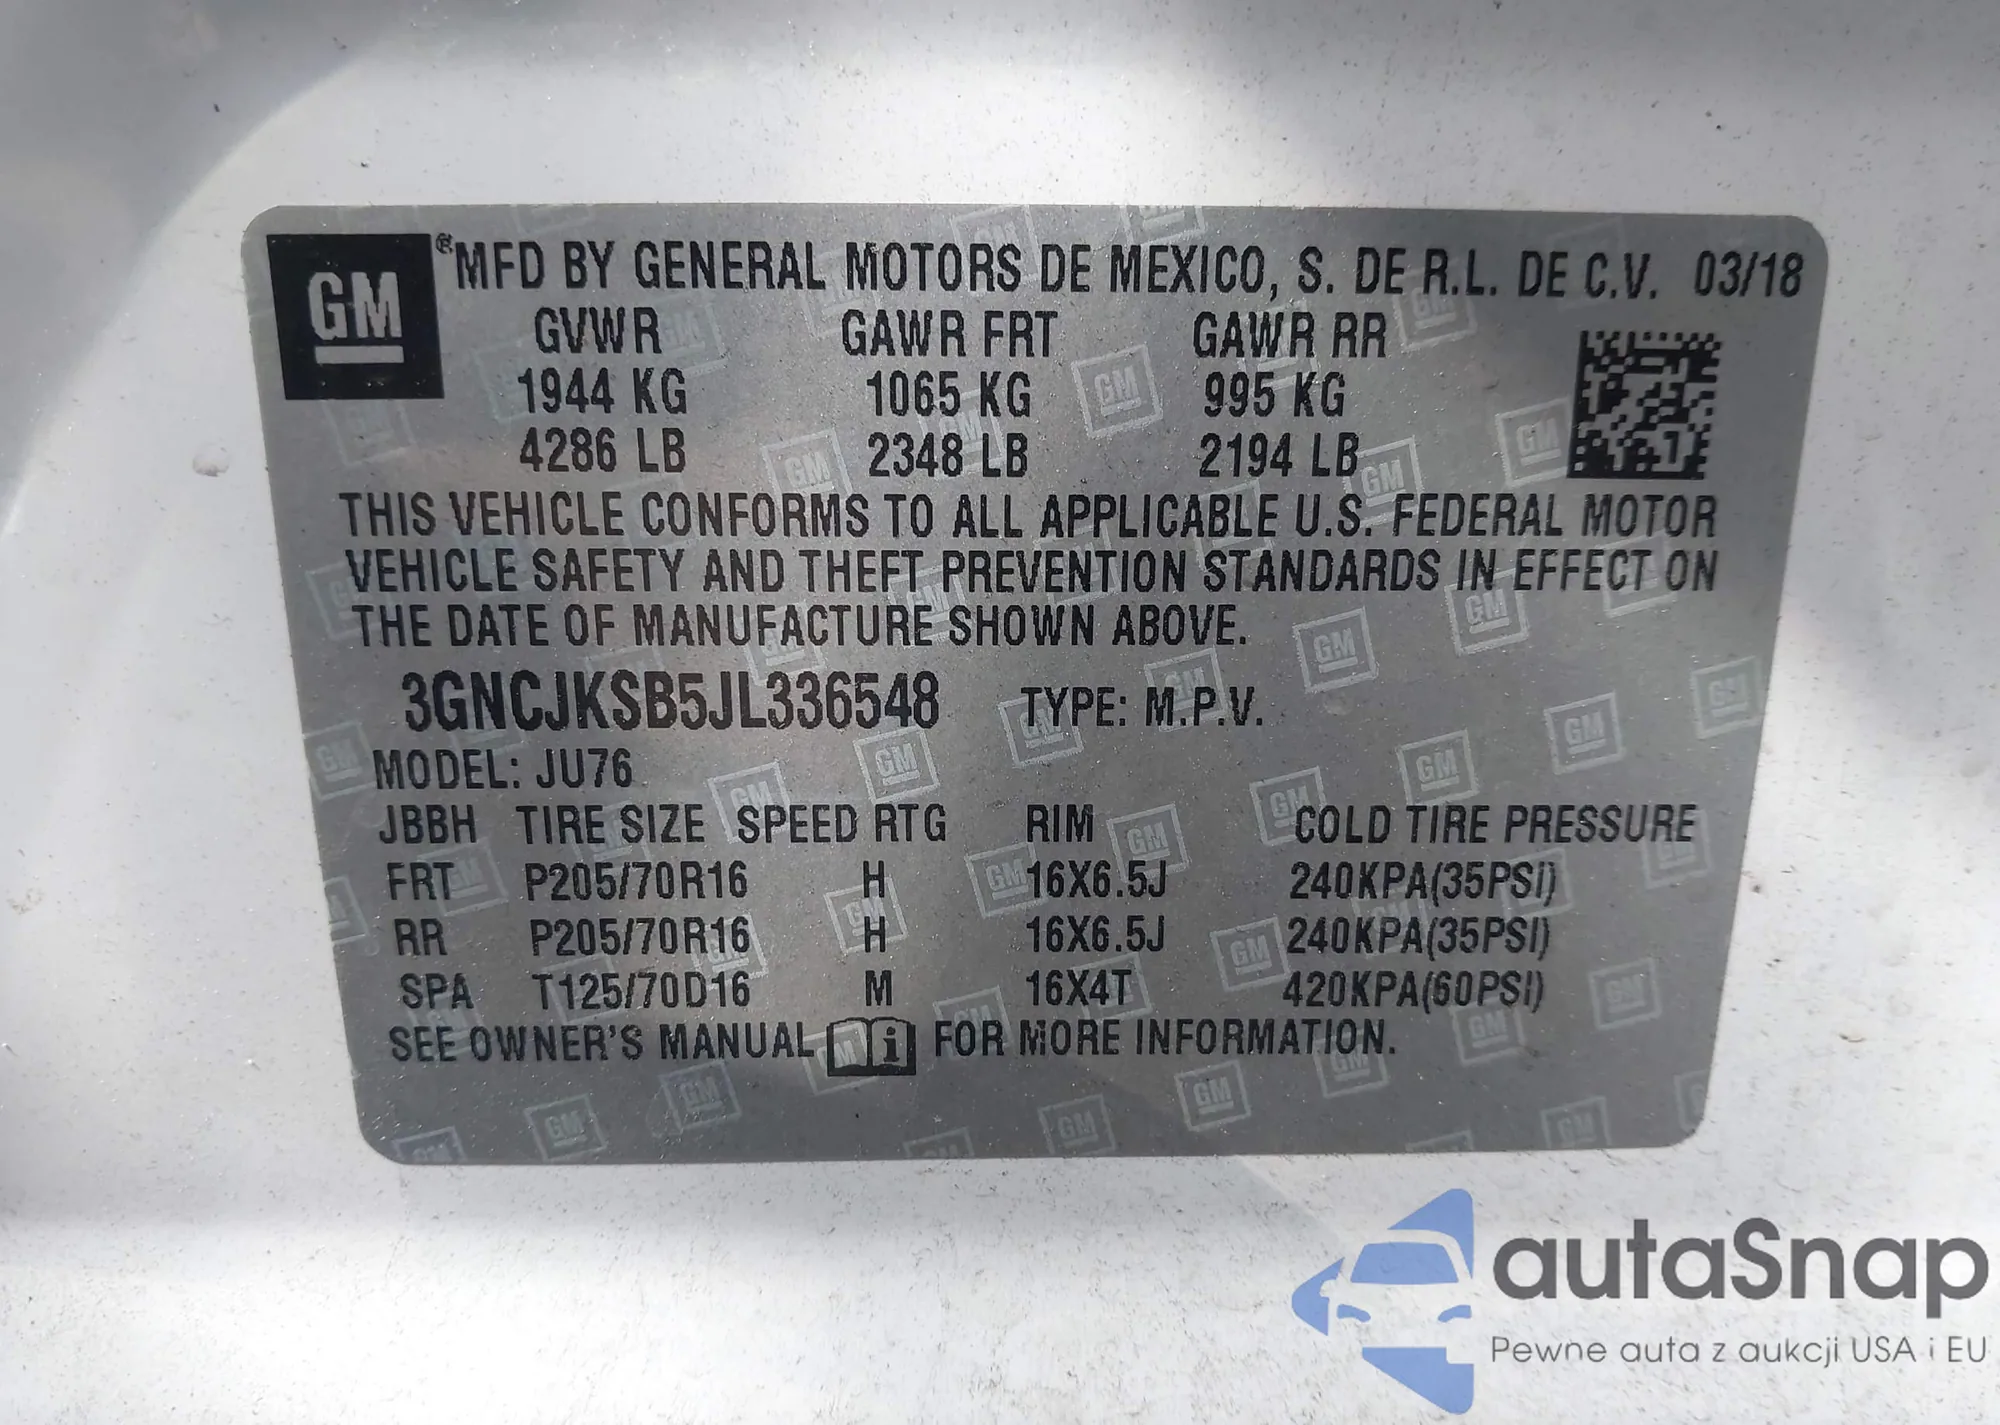 GM ®MFD BY GENERAL MOTORS DE MEXICO, S. DE R.L. DE C.V. 03/18
GVWR GAWR FRT GAWR RR
1944 KG 1065 KG 995 KG
4286 LB 2348 LB 2194 LB
THIS VEHICLE CONFORMS TO ALL APPLICABLE U.S. FEDERAL MOTOR
VEHICLE SAFETY AND THEFT PREVENTION STANDARDS IN EFFECT ON
THE DATE OF MANUFACTURE SHOWN ABOVE.
3GNCJKSB5JL336548 TYPE: M.P.V.
MODEL: JU76
JBBH TIRE SIZE SPEED RTG RIM COLD TIRE PRESSURE
FRT P205/70R16 H 16X6.5J 240KPA(35PSI)
RR P205/70R16 H 16X6.5J 240KPA(35PSI)
SPA T125/70D16 M 16X4T 420KPA(60PSI)
SEE OWNER'S MANUAL i FOR MORE INFORMATION.
autaSnap
Pewne auta z aukcji USA i EU